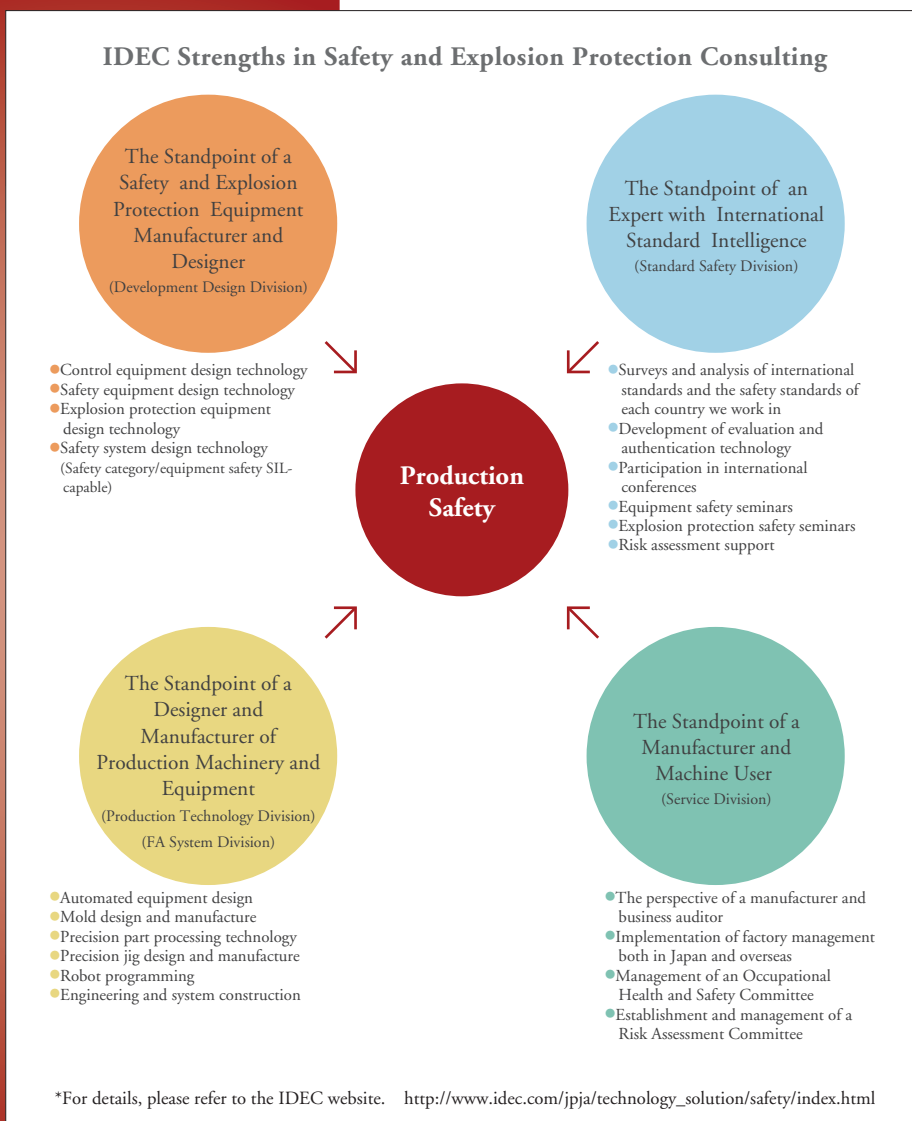 IDEC Strengths in Safety and Explosion Protection Consulting
The Standpoint of a
Safety and Explosion
Protection Equipment
Manufacturer and
Designer
(Development Design Division)
●Control equipment design technology
●Safety equipment design technology
●Explosion protection equipment
design technology
●Safety system design technology
(Safety category/equipment safety SIL-
capable)
The Standpoint of an
Expert with International
Standard Intelligence
(Standard Safety Division)
●Surveys and analysis of international
standards and the safety standards of
each country we work in
●Development of evaluation and
authentication technology
●Participation in international
conferences
●Equipment safety seminars
●Explosion protection safety seminars
●Risk assessment support
Production
Safety
The Standpoint of a
Designer and
Manufacturer of
Production Machinery and
Equipment
(Production Technology Division)
(FA System Division)
●Automated equipment design
●Mold design and manufacture
●Precision part processing technology
●Precision jig design and manufacture
●Robot programming
●Engineering and system construction
The Standpoint of a
Manufacturer and
Machine User
(Service Division)
●The perspective of a manufacturer and
business auditor
●Implementation of factory management
both in Japan and overseas
●Management of an Occupational
Health and Safety Committee
●Establishment and management of a
Risk Assessment Committee
*For details, please refer to the IDEC website. http://www.idec.com/jpja/technology_solution/safety/index.html